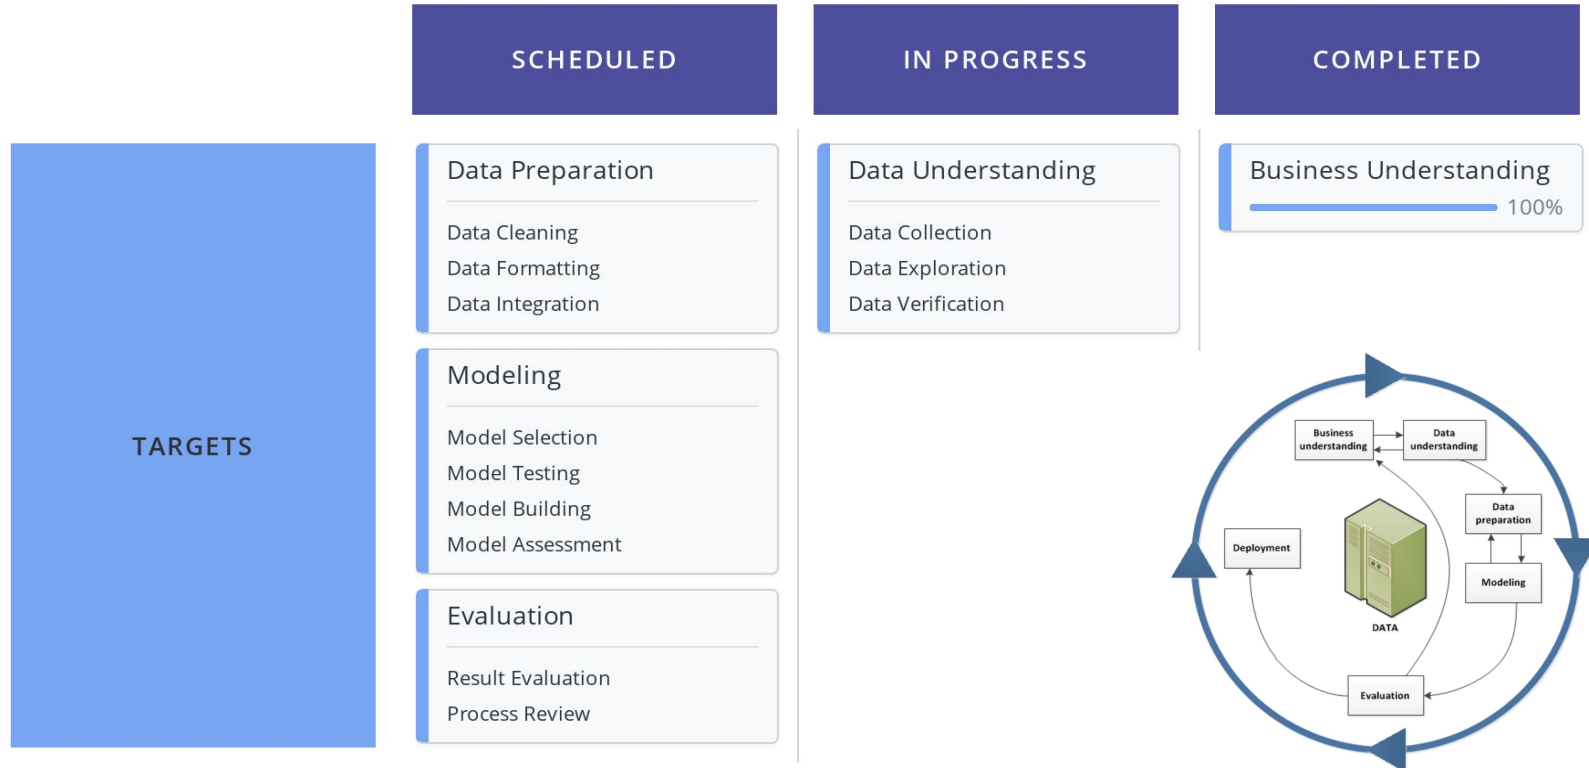 SCHEDULED
IN PROGRESS
COMPLETED
TARGETS
Data Preparation
Data Cleaning
Data Formatting
Data Integration
Modeling
Model Selection
Model Testing
Model Building
Model Assessment
Evaluation
Result Evaluation
Process Review
Data Understanding
Data Collection
Data Exploration
Data Verification
Business Understanding
100%
Business
understanding
Data
understanding
Data
preparation
Modeling
Deployment
DATA
Evaluation